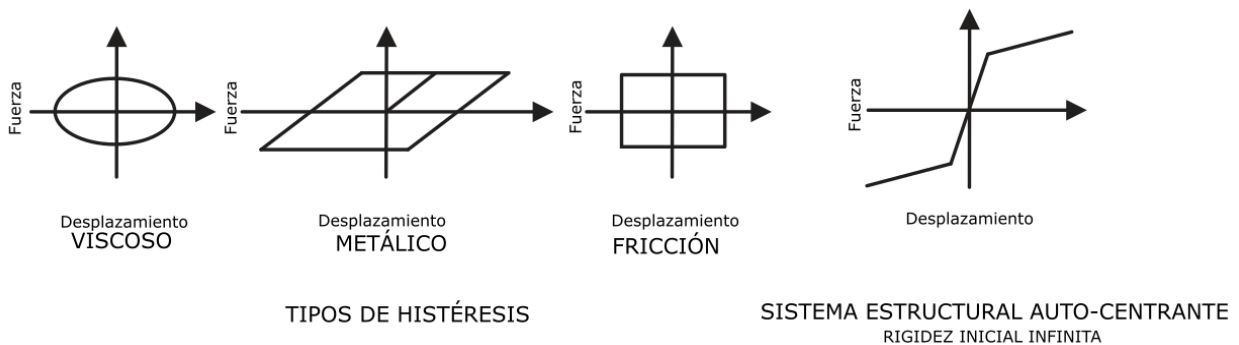 Fuerza
Desplazamiento
VISCOSO
Fuerza
Desplazamiento
METÁLICO
Fuerza
Desplazamiento
FRICCIÓN
Fuerza
Desplazamiento
TIPOS DE HISTÉRESIS
SISTEMA ESTRUCTURAL AUTO-CENTRANTE
RIGIDEZ INICIAL INFINITA